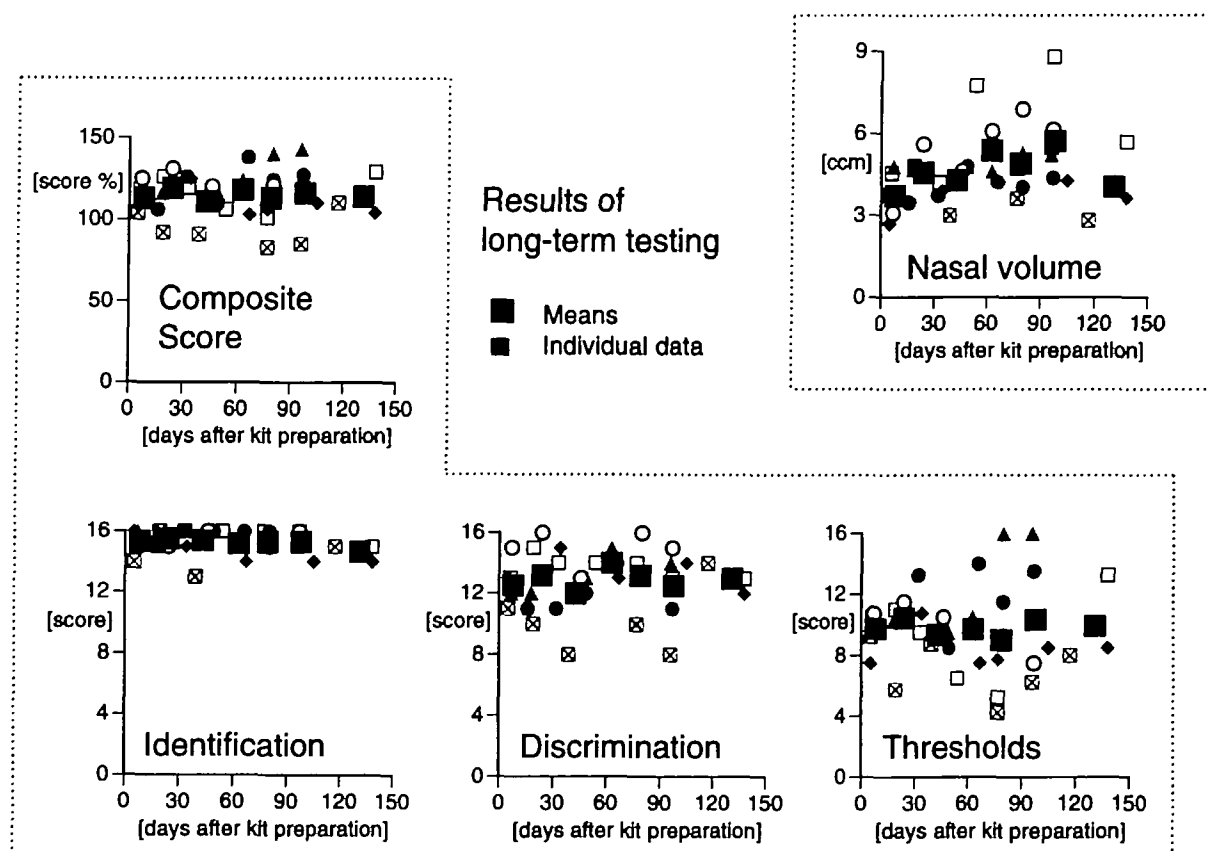 150
[score %]
100
50
0
0 30 60 90 120 150
[days after kit preparation]
Composite
Score
Results of
long-term testing
Means
Individual data
9
6
[ccm]
3
0
0 30 60 90 120 150
[days after kit preparation]
Nasal volume
16
12
[score]
8
4
0
0 30 60 90 120 150
[days after kit preparation]
Identification
16
12
[score]
8
4
0
0 30 60 90 120 150
[days after kit preparation]
Discrimination
16
12
[score]
8
4
0
0 30 60 90 120 150
[days after kit preparation]
Thresholds